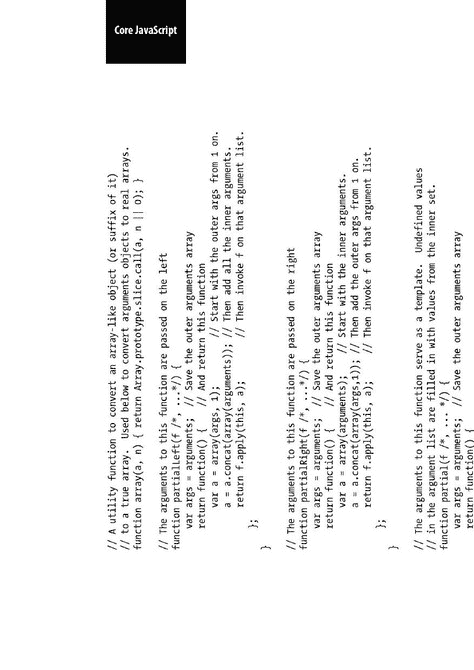 Core JavaScript
// A utility function to convert an array-like object (or suffix of it)
// to a true array.  Used below to convert arguments objects to real arrays.
function array(a, n) { return Array.prototype.slice.call(a, n || 0); }
// The arguments to this function are passed on the left
function partialLeft(f /*, ...*/) {
var args = arguments; // Save the outer arguments array
return function() { // And return this function
var a = array(args, 1); // Start with the outer args from 1 on.
a = a.concat(array(arguments)); // Then add all the inner arguments.
return f.apply(this, a); // Then invoke f on that argument list.
};
}
// The arguments to this function are passed on the right
function partialRight(f /*, ...*/) {
var args = arguments; // Save the outer arguments array
return function() { // And return this function
var a = array(arguments); // Start with the inner arguments.
a = a.concat(array(args,1)); // Then add the outer args from 1 on.
return f.apply(this, a); // Then invoke f on that argument list.
};
}
// The arguments to this function serve as a template.  Undefined values
// in the argument list are filled in with values from the inner set.
function partial(f /*, ... */) {
var args = arguments; // Save the outer arguments array
return function() {